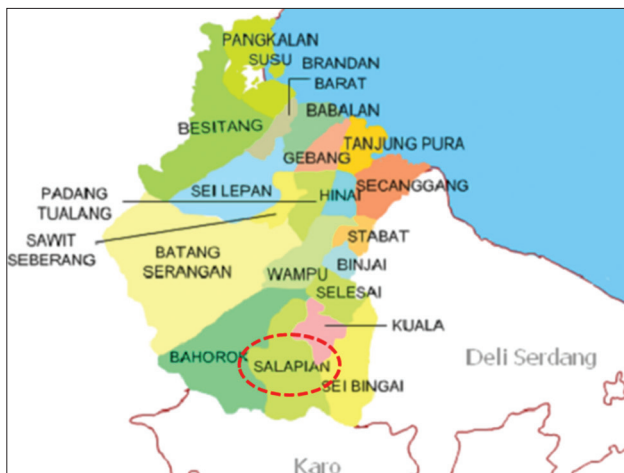 PANGKALAN
SUSU
BRANDAN
BARAT
BABALAN
BESITANG
TANJUNG PURA
GEBANG
SEI LEPAN
SECANGGANG
PADANG
TUALANG
HINAI
SAWIT
SEBERANG
STABAT
BATANG
SERANGAN
BINJAI
WAMPU
SELESAI
KUALA
BAHOROK
SALAPIAN
Deli Serdang
SEI BINGAI
Karo